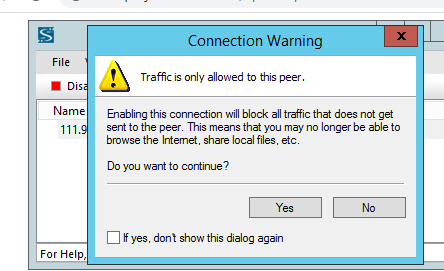 Connection Warning
x
File
Traffic is only allowed to this peer.
Name
111.9
Enabling this connection will block all traffic that does not get
sent to the peer. This means that you may no longer be able to
browse the Internet, share local files, etc.
Do you want to continue?
Yes No
If yes, don't show this dialog again
For Help,